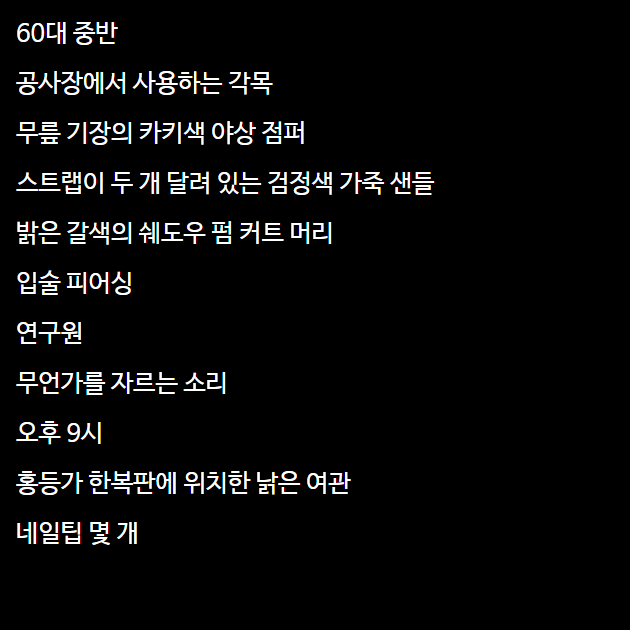 60대 중반
공사장에서 사용하는 각목
무릎 기장의 카키색 야상 점퍼
스트랩이 두 개 달려 있는 검정색 가죽 샌들
밝은 갈색의 쉐도우 펌 커트 머리
입술 피어싱
연구원
무언가를 자르는 소리
오후 9시
홍등가 한복판에 위치한 낡은 여관
네일팁 몇 개